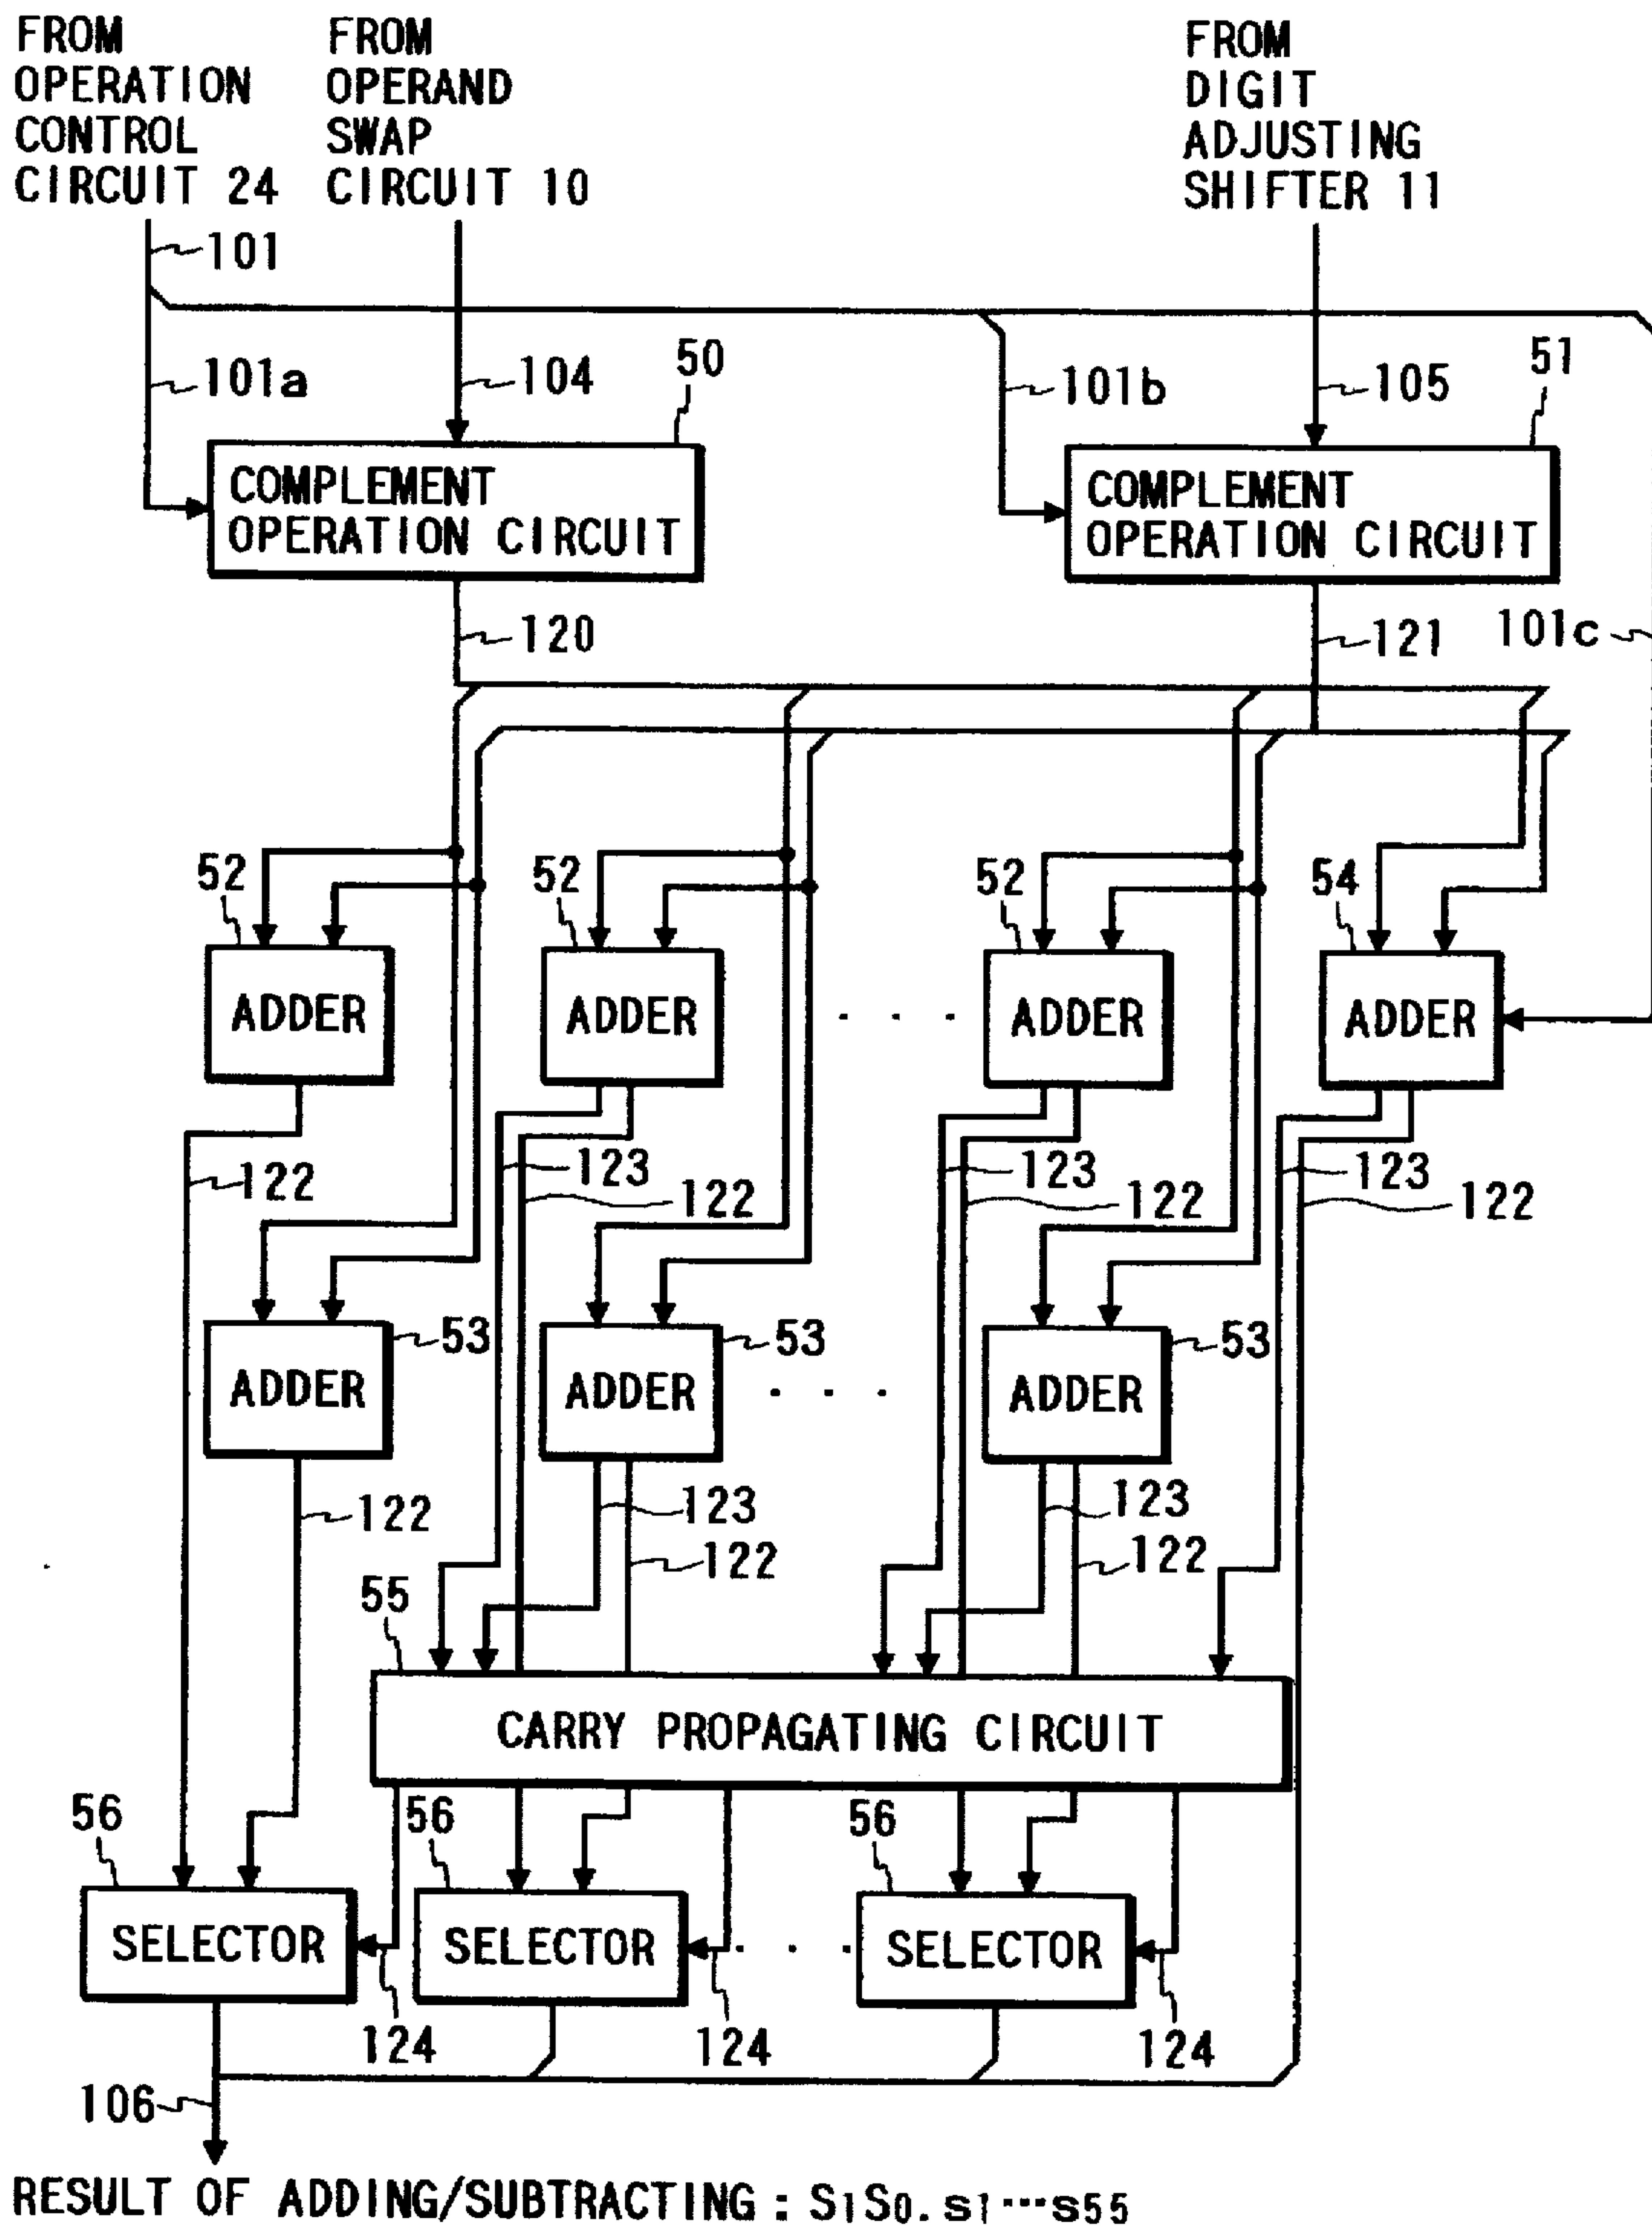 FROM
OPERATION
CONTROL
CIRCUIT 24
FROM
OPERAND
SWAP
CIRCUIT 10
FROM
DIGIT
ADJUSTING
SHIFTER 11
101
101a
104
50
101b
105
51
COMPLEMENT
OPERATION CIRCUIT
COMPLEMENT
OPERATION CIRCUIT
120
121
101c
52
52
52
54
ADDER
ADDER
. . .
ADDER
ADDER
122
123
122
123
122
123
122
53
53
53
ADDER
ADDER
. . .
ADDER
122
123
122
123
122
55
CARRY PROPAGATING CIRCUIT
56
56
56
SELECTOR
SELECTOR
. . .
SELECTOR
124
124
124
106
RESULT OF ADDING/SUBTRACTING : S1S0. s1···s55